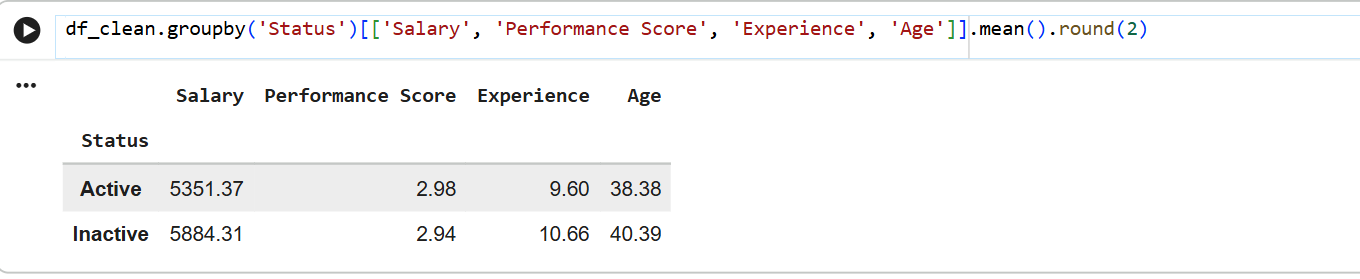 df_clean.groupby('Status')[['Salary', 'Performance Score', 'Experience', 'Age']].mean().round(2)
Salary Performance Score Experience Age
Status
Active 5351.37 2.98 9.60 38.38
Inactive 5884.31 2.94 10.66 40.39